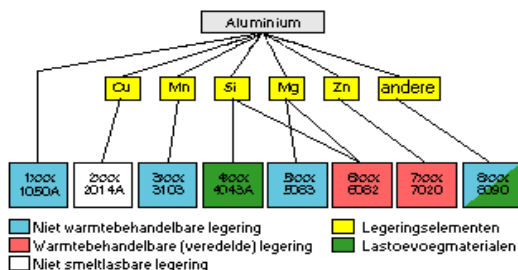 Aluminium
Cu Mn Si Mg Zn andere
1xxx 2xxx 3xxx 4xxx 5xxx 6xxx 7xxx 8xxx
1050A 2014A 3103 4043A 5083 6082 7020 8090
Niet warmtebehandelbare legering Legeringselementen
Warmtebehandelbare (veredelde) legering Lastoevoegmaterialen
Niet smeltlasbare legering